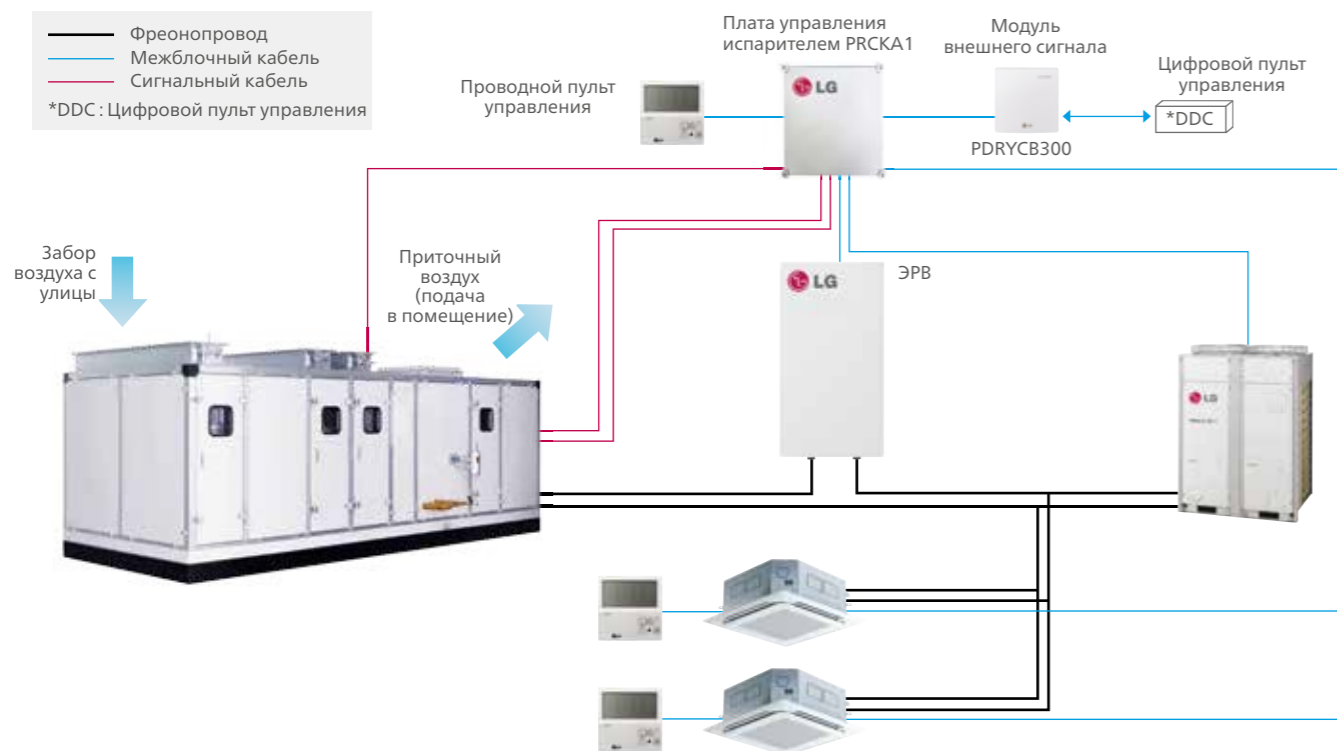 Фреонопровод
Межблочный кабель
Сигнальный кабель
*DDC : Цифровой пульт управления
Плата управления
испарителем PRCKA1
Модуль
внешнего сигнала
Цифровой пульт
управления
Проводной пульт
управления
LG
*DDC
PDRYCB300
Забор
воздуха с
улицы
Приточный
воздух
(подача
в помещение)
LG
ЭРВ
LG